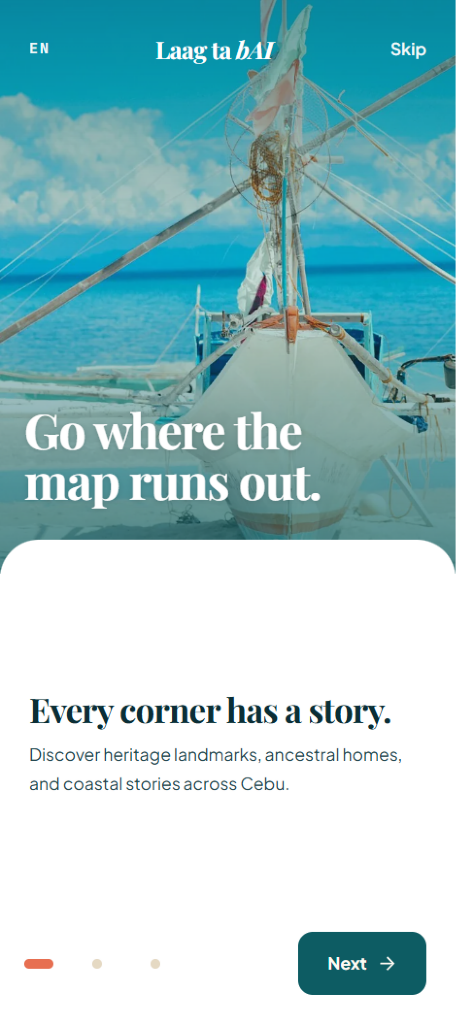 EN
Laag ta bAI
Skip
Go where the
map runs out.
Every corner has a story.
Discover heritage landmarks, ancestral homes,
and coastal stories across Cebu.
Next →